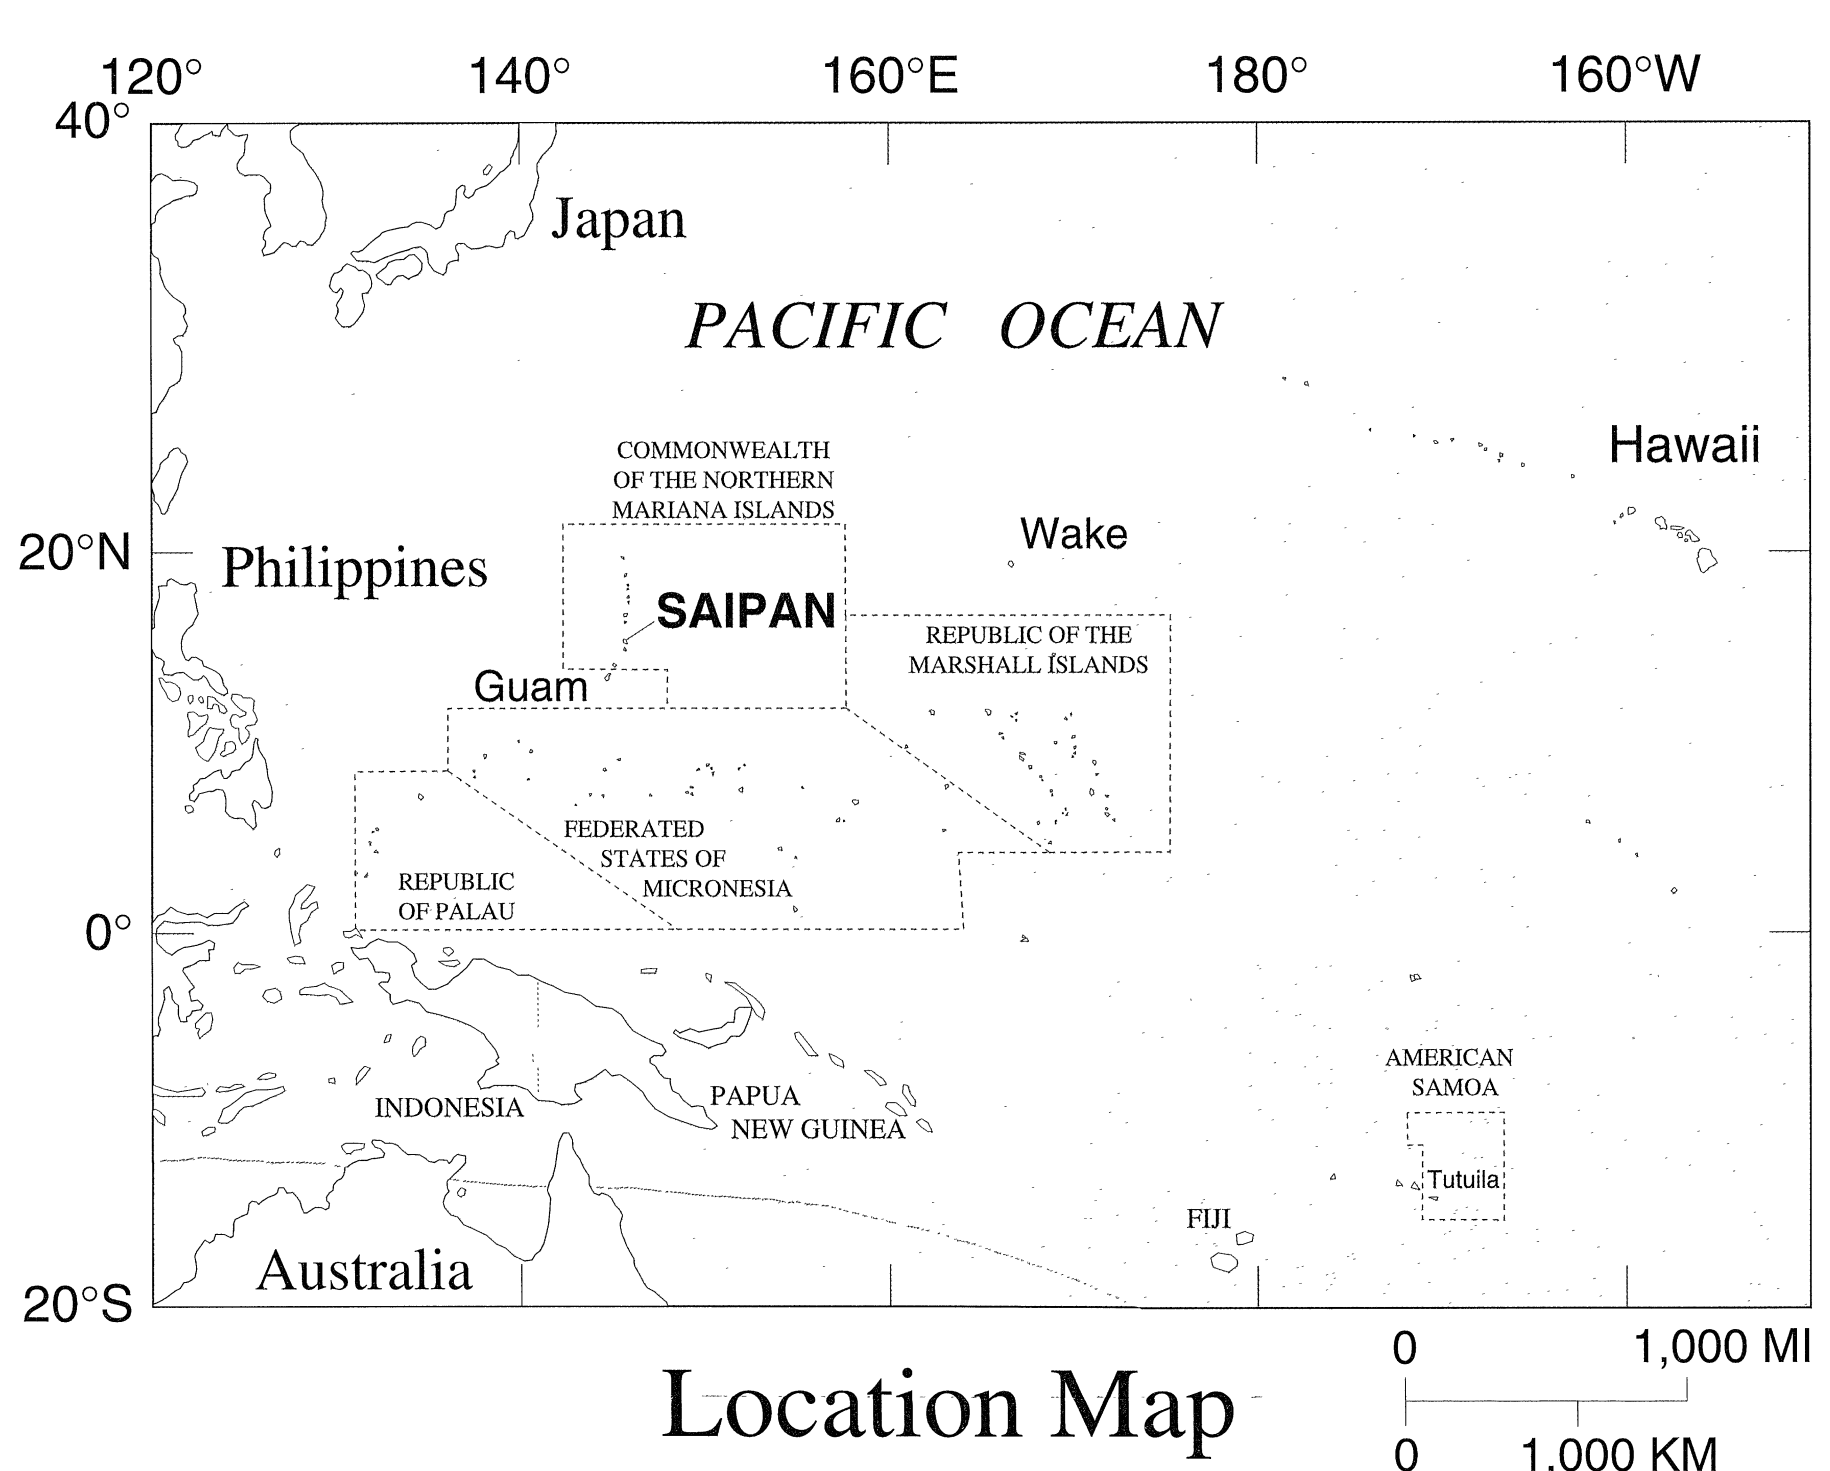 120° 140° 160°E 180° 160°W
40°
Japan
PACIFIC OCEAN
Hawaii
COMMONWEALTH
OF THE NORTHERN
MARIANA ISLANDS
Wake
20°N
Philippines
SAIPAN
REPUBLIC OF THE
MARSHALL ISLANDS
Guam
FEDERATED
STATES OF
MICRONESIA
REPUBLIC
OF PALAU
0°
AMERICAN
SAMOA
PAPUA
NEW GUINEA
INDONESIA
Tutuila
FIJI
Australia
20°S
0 1,000 MI
Location Map
0 1,000 KM